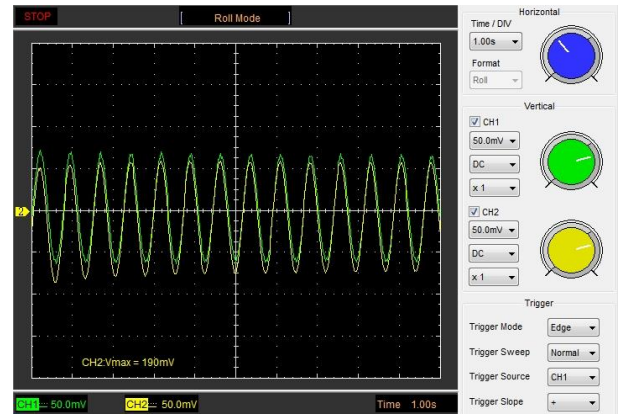 STOP
[ Roll Mode ]
2
CH2:Vmax = 190mV
CH1 50.0mV CH2 50.0mV Time 1.00s
Horizontal
Time / DIV
1.00s
Format
Roll
Vertical
CH1
50.0mV
DC
x 1
CH2
50.0mV
DC
x 1
Trigger
Trigger Mode Edge
Trigger Sweep Normal
Trigger Source CH1
Trigger Slope +